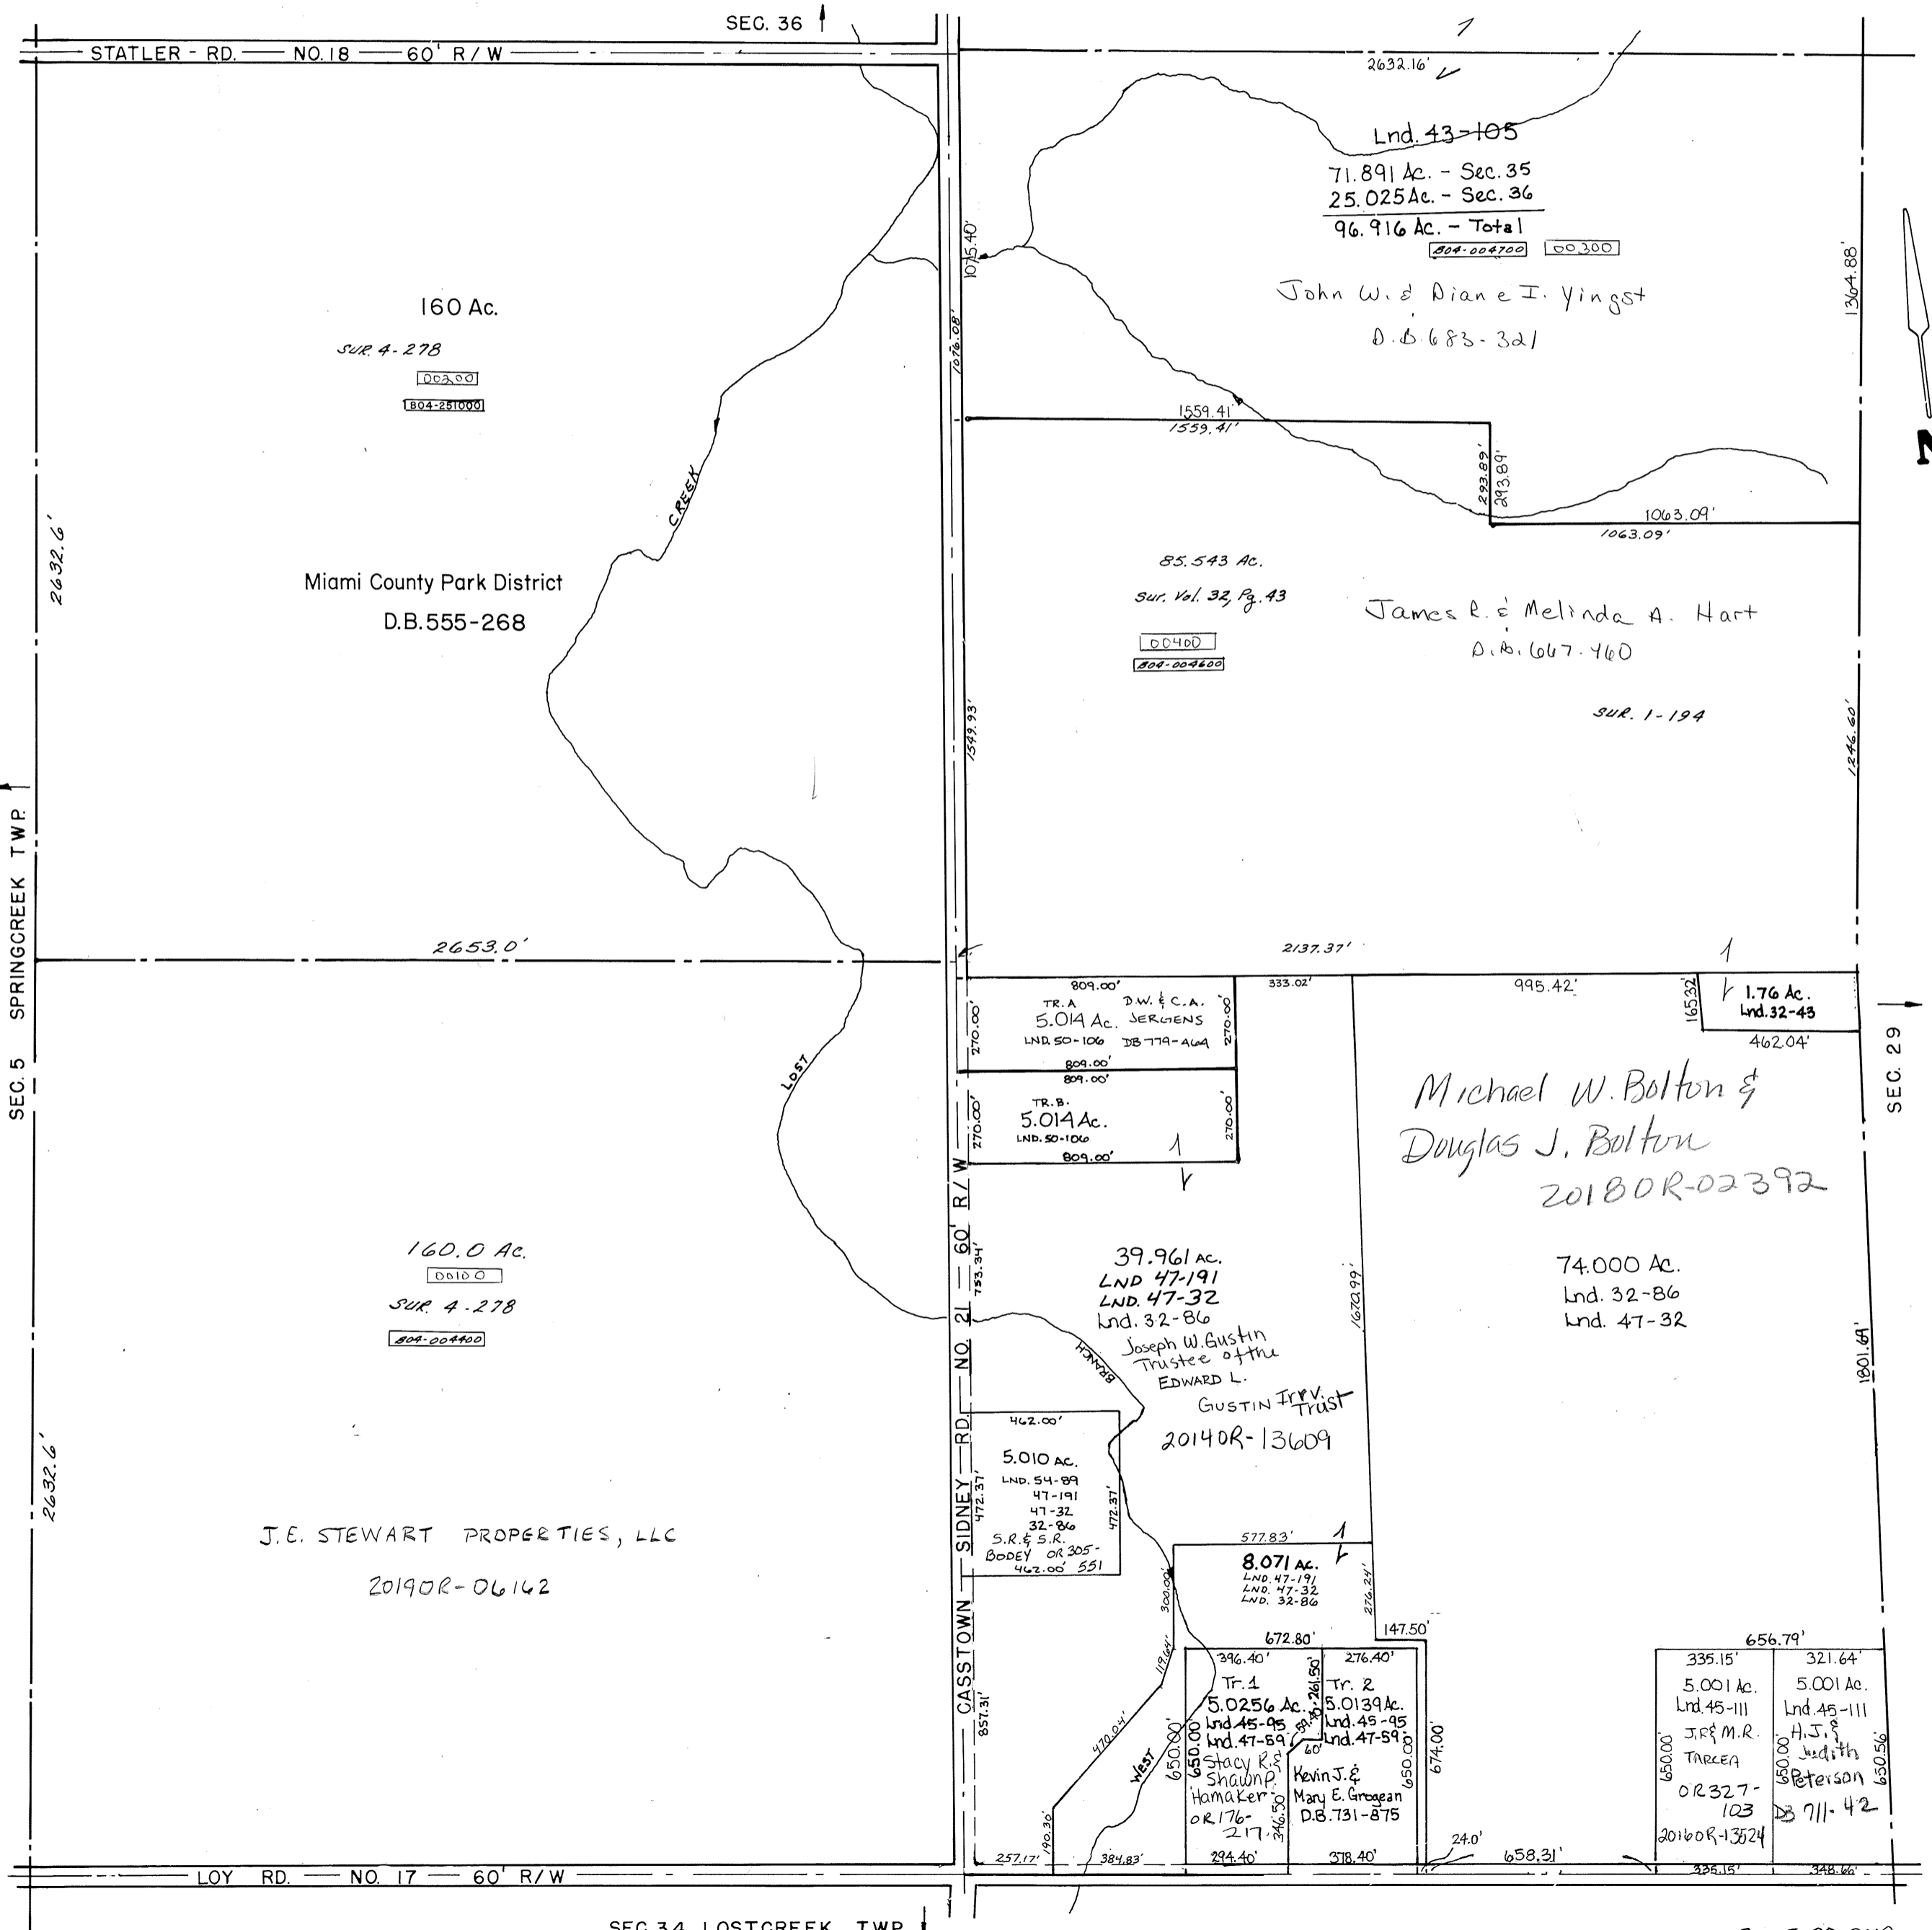 SEC. 36
STATLER - RD. NO. 18 60' R/W
2632.16'
1
Lnd. 43-105
71.891 Ac. - Sec. 35
25.025 Ac. - Sec. 36
96.916 Ac. - Total
B04-004700 00300
John W. & Diane I. Yingst
D.B. 683-321
1075.40'
1076.08'
1364.88'
N
160 Ac.
SUR. 4-278
00200
B04-251000
CREEK
2632.6'
Miami County Park District
D.B. 555-268
1559.41'
1559.41'
293.89'
293.89'
1063.09'
1063.09'
85.543 Ac.
Sur. Vol. 32, Pg. 43
00400
B04-004600
James R. & Melinda A. Hart
D.B. 667-460
SUR. 1-194
1549.93'
1246.60'
SEC. 5 SPRINGCREEK TWP.
2653.0'
2137.37'
809.00'
TR. A D.W. & C.A.
5.014 Ac. JERGENS
LND. 50-106 DB 779-464
270.00'
270.00'
809.00'
333.02'
995.42'
165.32'
1
1.76 Ac.
Lnd. 32-43
462.04'
SEC. 29
809.00'
TR. B.
5.014 Ac.
LND. 50-106
270.00'
270.00'
809.00'
1
LOST
Michael W. Bolton &
Douglas J. Bolton
2018OR-02392
160.0 Ac.
00100
SUR. 4-278
B04-004400
753.34'
39.961 AC.
LND 47-191
LND. 47-32
Lnd. 32-86
Joseph W. Gustin
Trustee of the
EDWARD L.
GUSTIN Irrv.
Trust
2014OR-13609
BRANCH
1670.99'
74.000 Ac.
Lnd. 32-86
Lnd. 47-32
1801.69'
2632.6'
J.E. STEWART PROPERTIES, LLC
2019OR-06162
CASSTOWN SIDNEY RD. NO. 21 60' R/W
462.00'
5.010 AC.
LND. 54-89
47-191
47-32
32-86
S.R. & S.R.
BODEY OR 305-
462.00' 551
472.37'
472.37'
577.83'
1
8.071 AC.
LND. 47-191
LND. 47-32
LND. 32-86
300.00'
276.24'
147.50'
672.80'
119.64'
470.04'
190.30'
857.31'
WEST
396.40'
Tr. 1
5.0256 Ac.
Lnd 45-95
Lnd. 47-59
Stacy R. &
Shawn P.
Hamaker
OR 176-
217
650.00'
650.00'
346.50'
261.50'
60'
276.40'
Tr. 2
5.0139 Ac.
Lnd. 45-95
Lnd. 47-59
Kevin J. &
Mary E. Grogean
D.B. 731-875
650.00'
674.00'
656.79'
335.15'
5.001 Ac.
Lnd. 45-111
J.R. & M.R.
TARCEA
OR 327-
103
2016OR-13524
650.00'
321.64'
5.001 Ac.
Lnd. 45-111
H.J. &
Judith
Peterson
DB 711-42
650.00'
650.56'
257.17'
384.83'
294.40'
378.40'
24.0'
658.31'
335.15'
348.66'
LOY RD. NO. 17 60' R/W
SEC. 34 LOSTCREEK TWP.